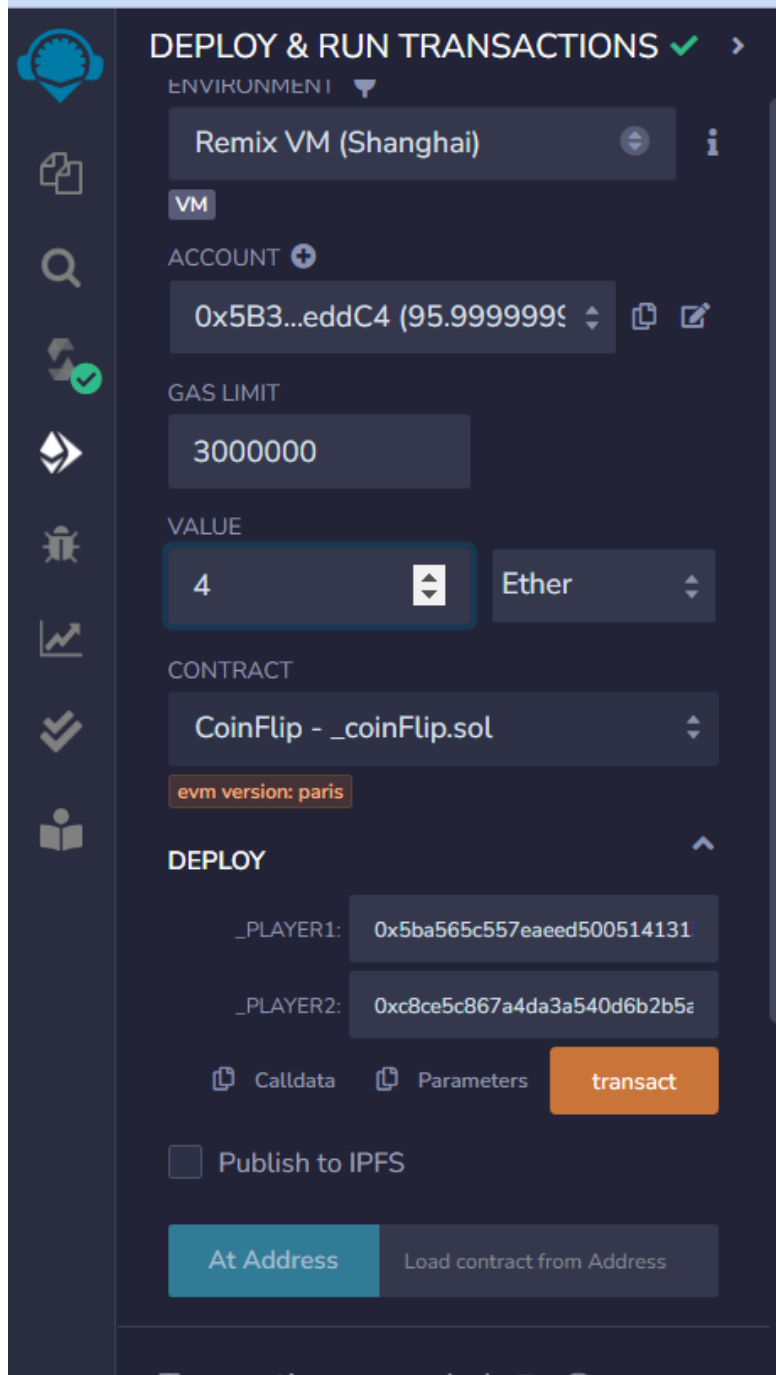 DEPLOY & RUN TRANSACTIONS
ENVIRONMENT
Remix VM (Shanghai)
VM
ACCOUNT
0x5B3...eddC4 (95.9999999
GAS LIMIT
3000000
VALUE
4 Ether
CONTRACT
CoinFlip - _coinFlip.sol
evm version: paris
DEPLOY
_PLAYER1: 0x5ba565c557eaeed500514131
_PLAYER2: 0xc8ce5c867a4da3a540d6b2b5a
Calldata Parameters transact
Publish to IPFS
At Address Load contract from Address